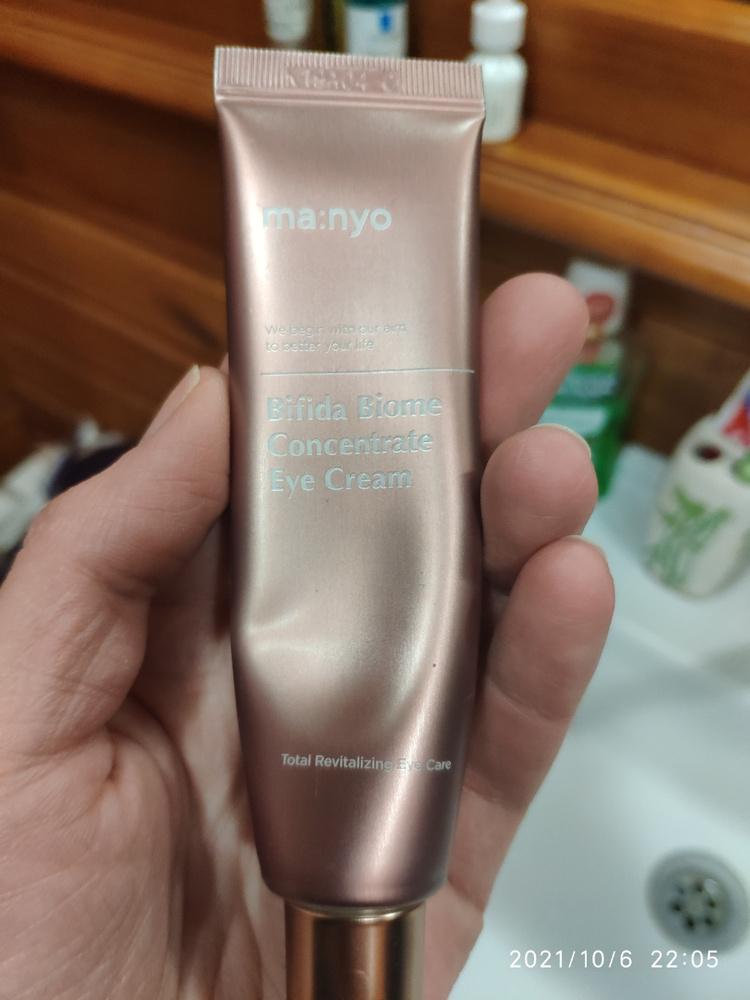 ma:nyo
We begin with our aim
to better your life
Bifida Biome
Concentrate
Eye Cream
Total Revitalizing Eye Care
2021/10/6 22:05